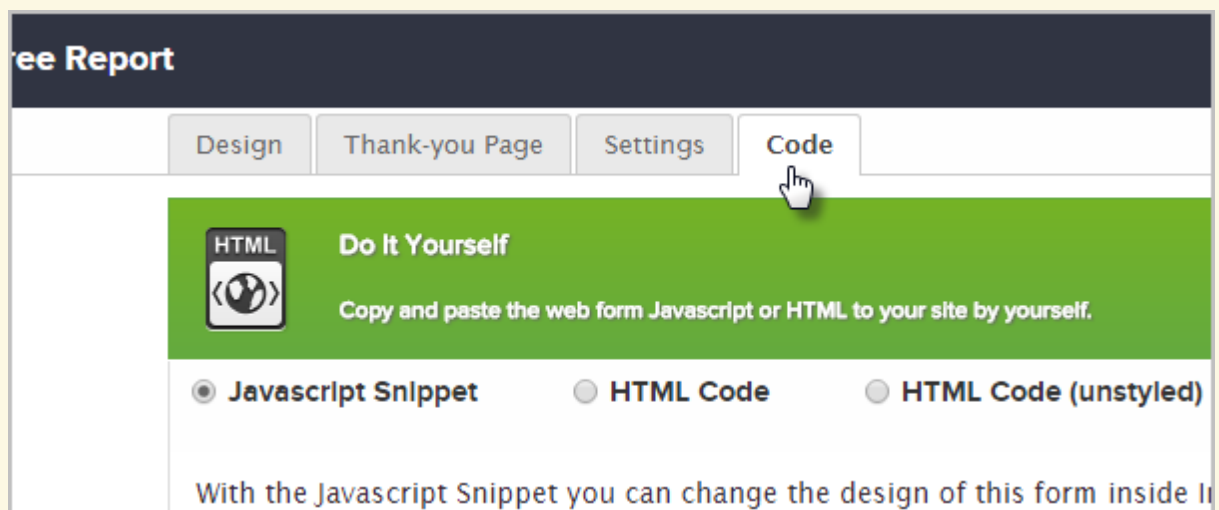 ree Report
Design Thank-you Page Settings Code
HTML
Do It Yourself
Copy and paste the web form Javascript or HTML to your site by yourself.
Javascript Snippet HTML Code HTML Code (unstyled)
With the Javascript Snippet you can change the design of this form inside